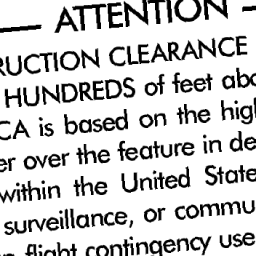 ATTENTION
RUCTION CLEARANCE
HUNDREDS of feet abo
CA is based on the high
er over the feature in de
within the United State
surveillance, or commu
flight contingency use